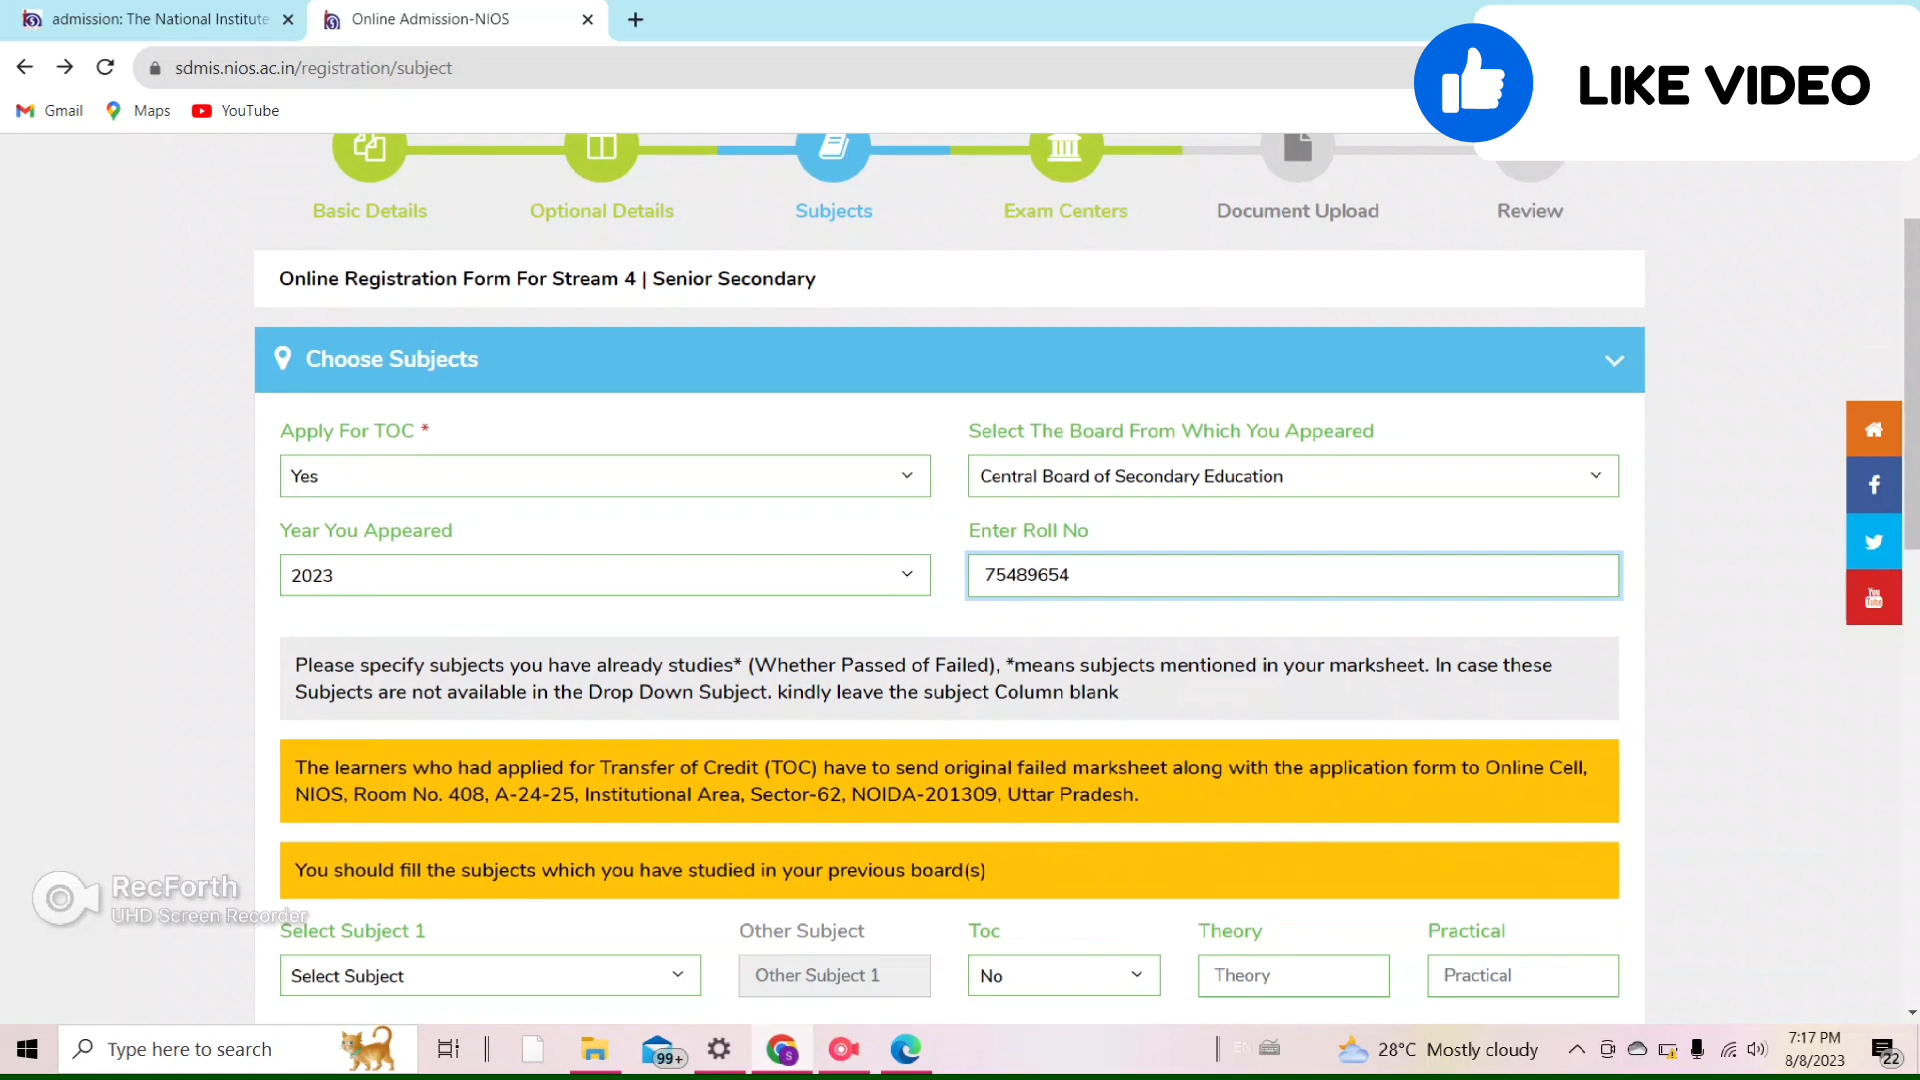 admission: The National Institute
Online Admission-NIOS
sdmis.nios.ac.in/registration/subject
LIKE VIDEO
Gmail
Maps
YouTube
Basic Details
Optional Details
Subjects
Exam Centers
Document Upload
Review
Online Registration Form For Stream 4 | Senior Secondary
Choose Subjects
Apply For TOC *
Select The Board From Which You Appeared
Yes
Central Board of Secondary Education
Year You Appeared
Enter Roll No
2023
75489654
Please specify subjects you have already studies* (Whether Passed of Failed), *means subjects mentioned in your marksheet. In case these
Subjects are not available in the Drop Down Subject. kindly leave the subject Column blank
The learners who had applied for Transfer of Credit (TOC) have to send original failed marksheet along with the application form to Online Cell,
NIOS, Room No. 408, A-24-25, Institutional Area, Sector-62, NOIDA-201309, Uttar Pradesh.
You should fill the subjects which you have studied in your previous board(s)
RecForth
UHD Screen Recorder
Select Subject 1
Other Subject
Toc
Theory
Practical
Select Subject
Other Subject 1
No
Theory
Practical
Type here to search
99+
S
28°C Mostly cloudy
7:17 PM
8/8/2023
22
You
Tube